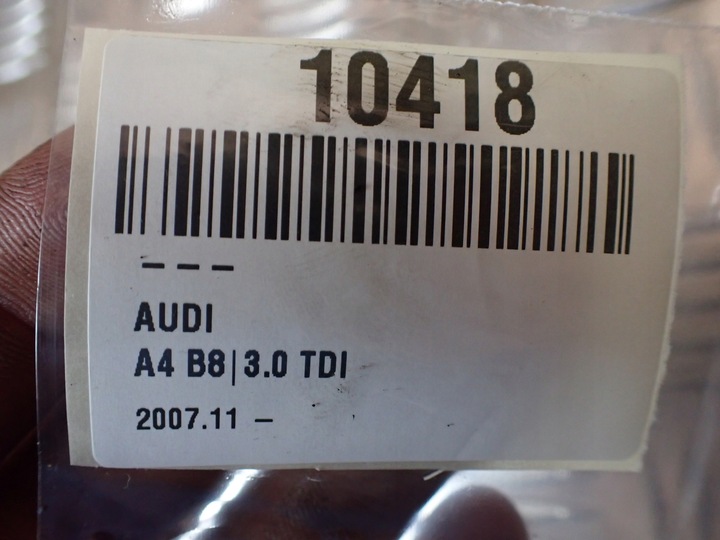 10418
– – –
AUDI
A4 B8|3.0 TDI
2007.11 –